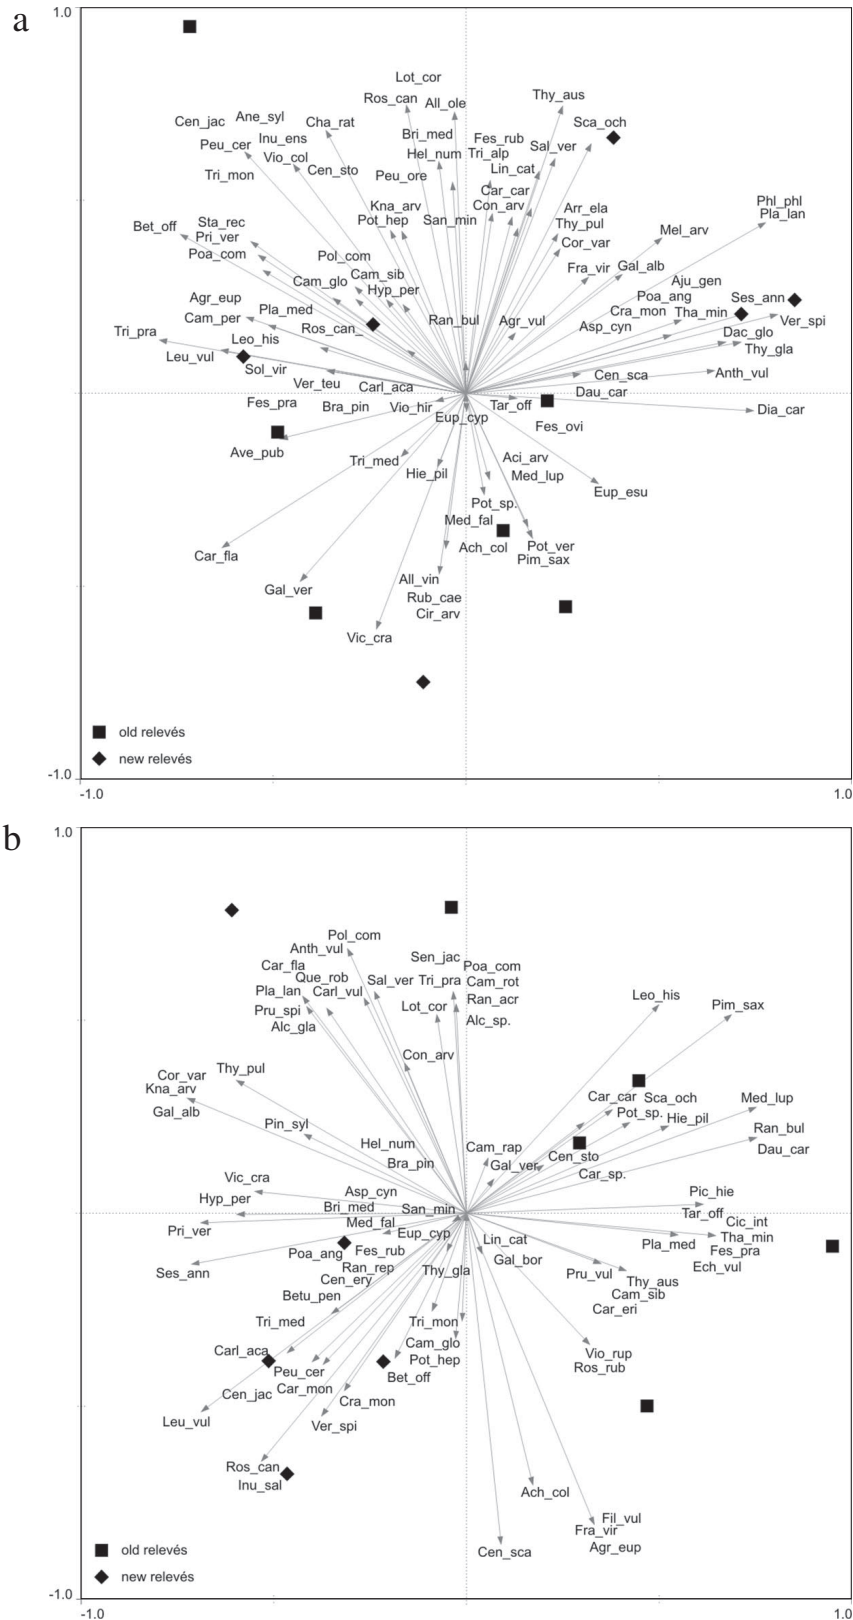 a
1.0
Lot_cor
Ros_can
All_ole
Thy_aus
Cen_jac
Ane_syl
Cha_rat
Sca_och
Peu_cer
Inu_ens
Bri_med
Fes_rub
Sal_ver
Vio_col
Hel_num
Tri_alp
Tri_mon
Cen_sto
Peu_ore
Lin_cat
Car_car
Phl_phl
Kna_arv
Con_arv
Arr_ela
Pla_lan
Bet_off
Sta_rec
Pot_hep
San_min
Thy_pul
Mel_arv
Pri_ver
Cor_var
Poa_com
Pol_com
Cam_sib
Fra_vir
Gal_alb
Cam_glo
Hyp_per
Aju_gen
Agr_eup
Poa_ang
Ses_ann
Cam_per
Pla_med
Ran_bul
Agr_vul
Cra_mon
Tha_min
Ver_spi
Tri_pra
Leo_his
Ros_can_
Asp_cyn
Dac_glo
Leu_vul
Thy_gla
Sol_vir
Cen_sca
Anth_vul
Ver_teu
Carl_aca
Dau_car
Fes_pra
Bra_pin
Vio_hir
Tar_off
Dia_car
Eup_cyp
Fes_ovi
Ave_pub
Tri_med
Aci_arv
Hie_pil
Med_lup
Eup_esu
Pot_sp.
Med_fal
Car_fla
Ach_col
Pot_ver
Pim_sax
Gal_ver
All_vin
Rub_cae
Cir_arv
Vic_cra
old relevés
new relevés
-1.0
-1.0
1.0
b
1.0
Pol_com
Anth_vul
Sen_jac
Car_fla
Poa_com
Que_rob
Sal_ver
Tri_pra
Cam_rot
Pla_lan
Carl_vul
Ran_acr
Leo_his
Pru_spi
Lot_cor
Pim_sax
Alc_gla
Alc_sp.
Con_arv
Thy_pul
Cor_var
Kna_arv
Car_car
Sca_och
Med_lup
Gal_alb
Pot_sp.
Hie_pil
Pin_syl
Ran_bul
Hel_num
Cam_rap
Dau_car
Bra_pin
Gal_ver
Cen_sto
Car_sp.
Vic_cra
Asp_cyn
Pic_hie
Hyp_per
Bri_med
San_min
Tar_off
Pri_ver
Med_fal
Cic_int
Eup_cyp
Lin_cat
Tha_min
Poa_ang
Fes_rub
Pla_med
Fes_pra
Ses_ann
Ran_rep
Thy_gla
Gal_bor
Ech_vul
Cen_ery
Pru_vul
Thy_aus
Betu_pen
Cam_sib
Tri_med
Tri_mon
Car_eri
Carl_aca
Cam_glo
Vio_rup
Peu_cer
Pot_hep
Ros_rub
Cen_jac
Car_mon
Bet_off
Cra_mon
Leu_vul
Ver_spi
Ros_can
Inu_sal
Ach_col
Fil_vul
Fra_vir
Cen_sca
Agr_eup
old relevés
new relevés
-1.0
-1.0
1.0